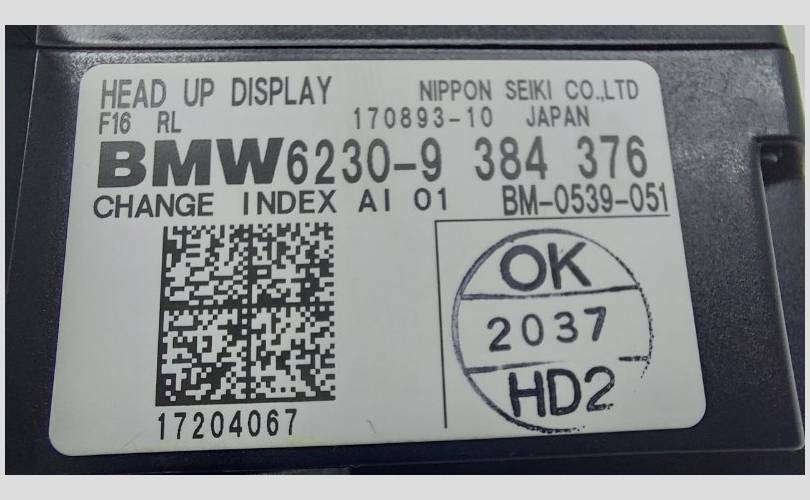 HEAD UP DISPLAY NIPPON SEIKI CO.,LTD
F16 RL 170893-10 JAPAN
BMW6230-9 384 376
CHANGE INDEX AI 01 BM-0539-051
17204067
OK
2037
HD2